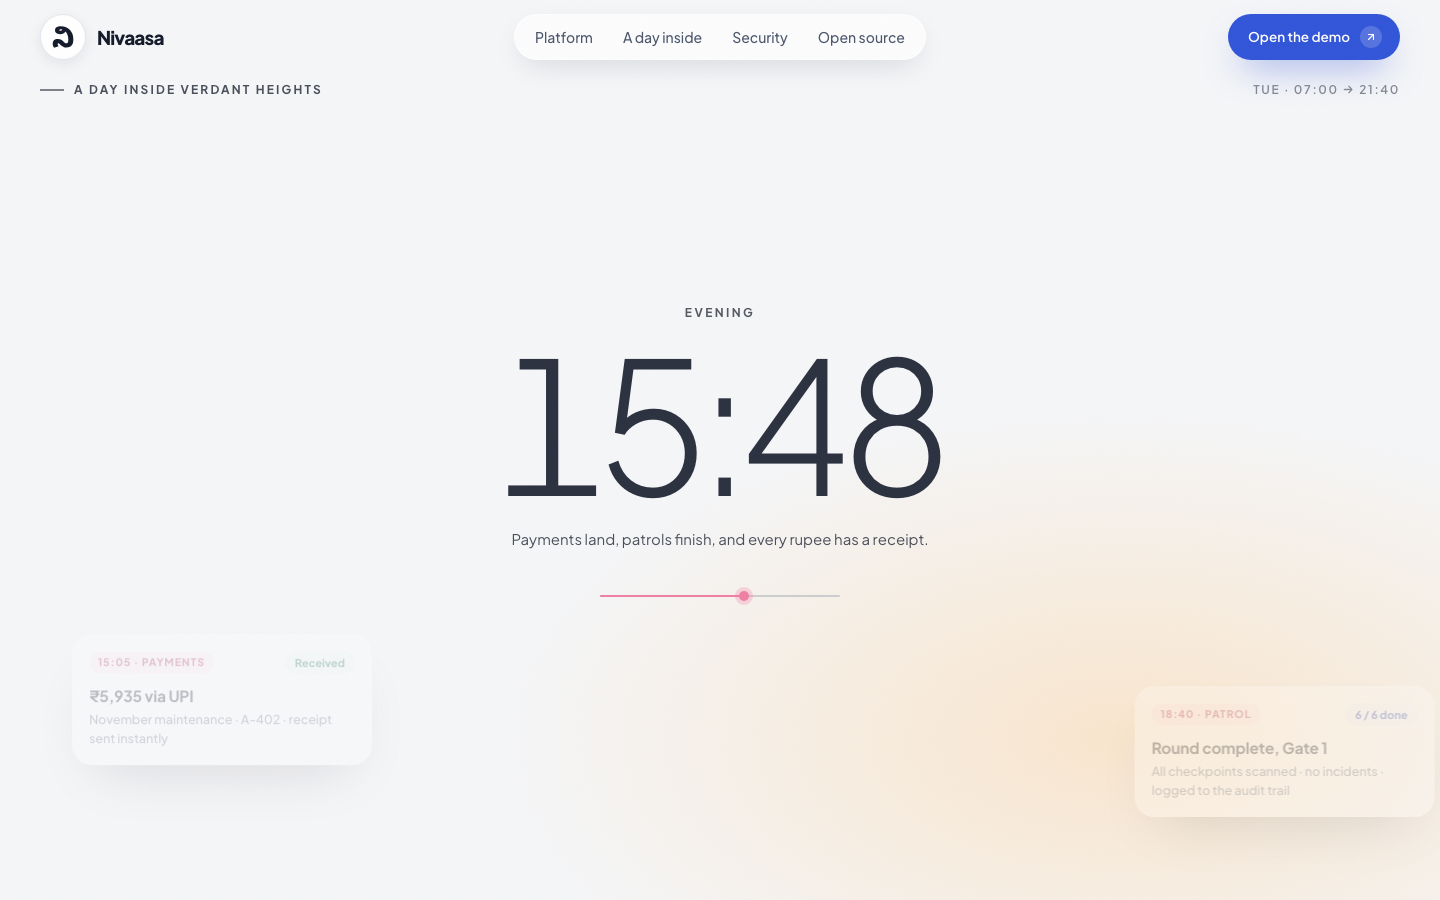 Nivaasa
Platform
A day inside
Security
Open source
Open the demo
A DAY INSIDE VERDANT HEIGHTS
TUE · 07:00 → 21:40
EVENING
15:48
Payments land, patrols finish, and every rupee has a receipt.
15:05 · PAYMENTS
Received
₹5,935 via UPI
November maintenance · A-402 · receipt
sent instantly
18:40 · PATROL
6 / 6 done
Round complete, Gate 1
All checkpoints scanned · no incidents ·
logged to the audit trail